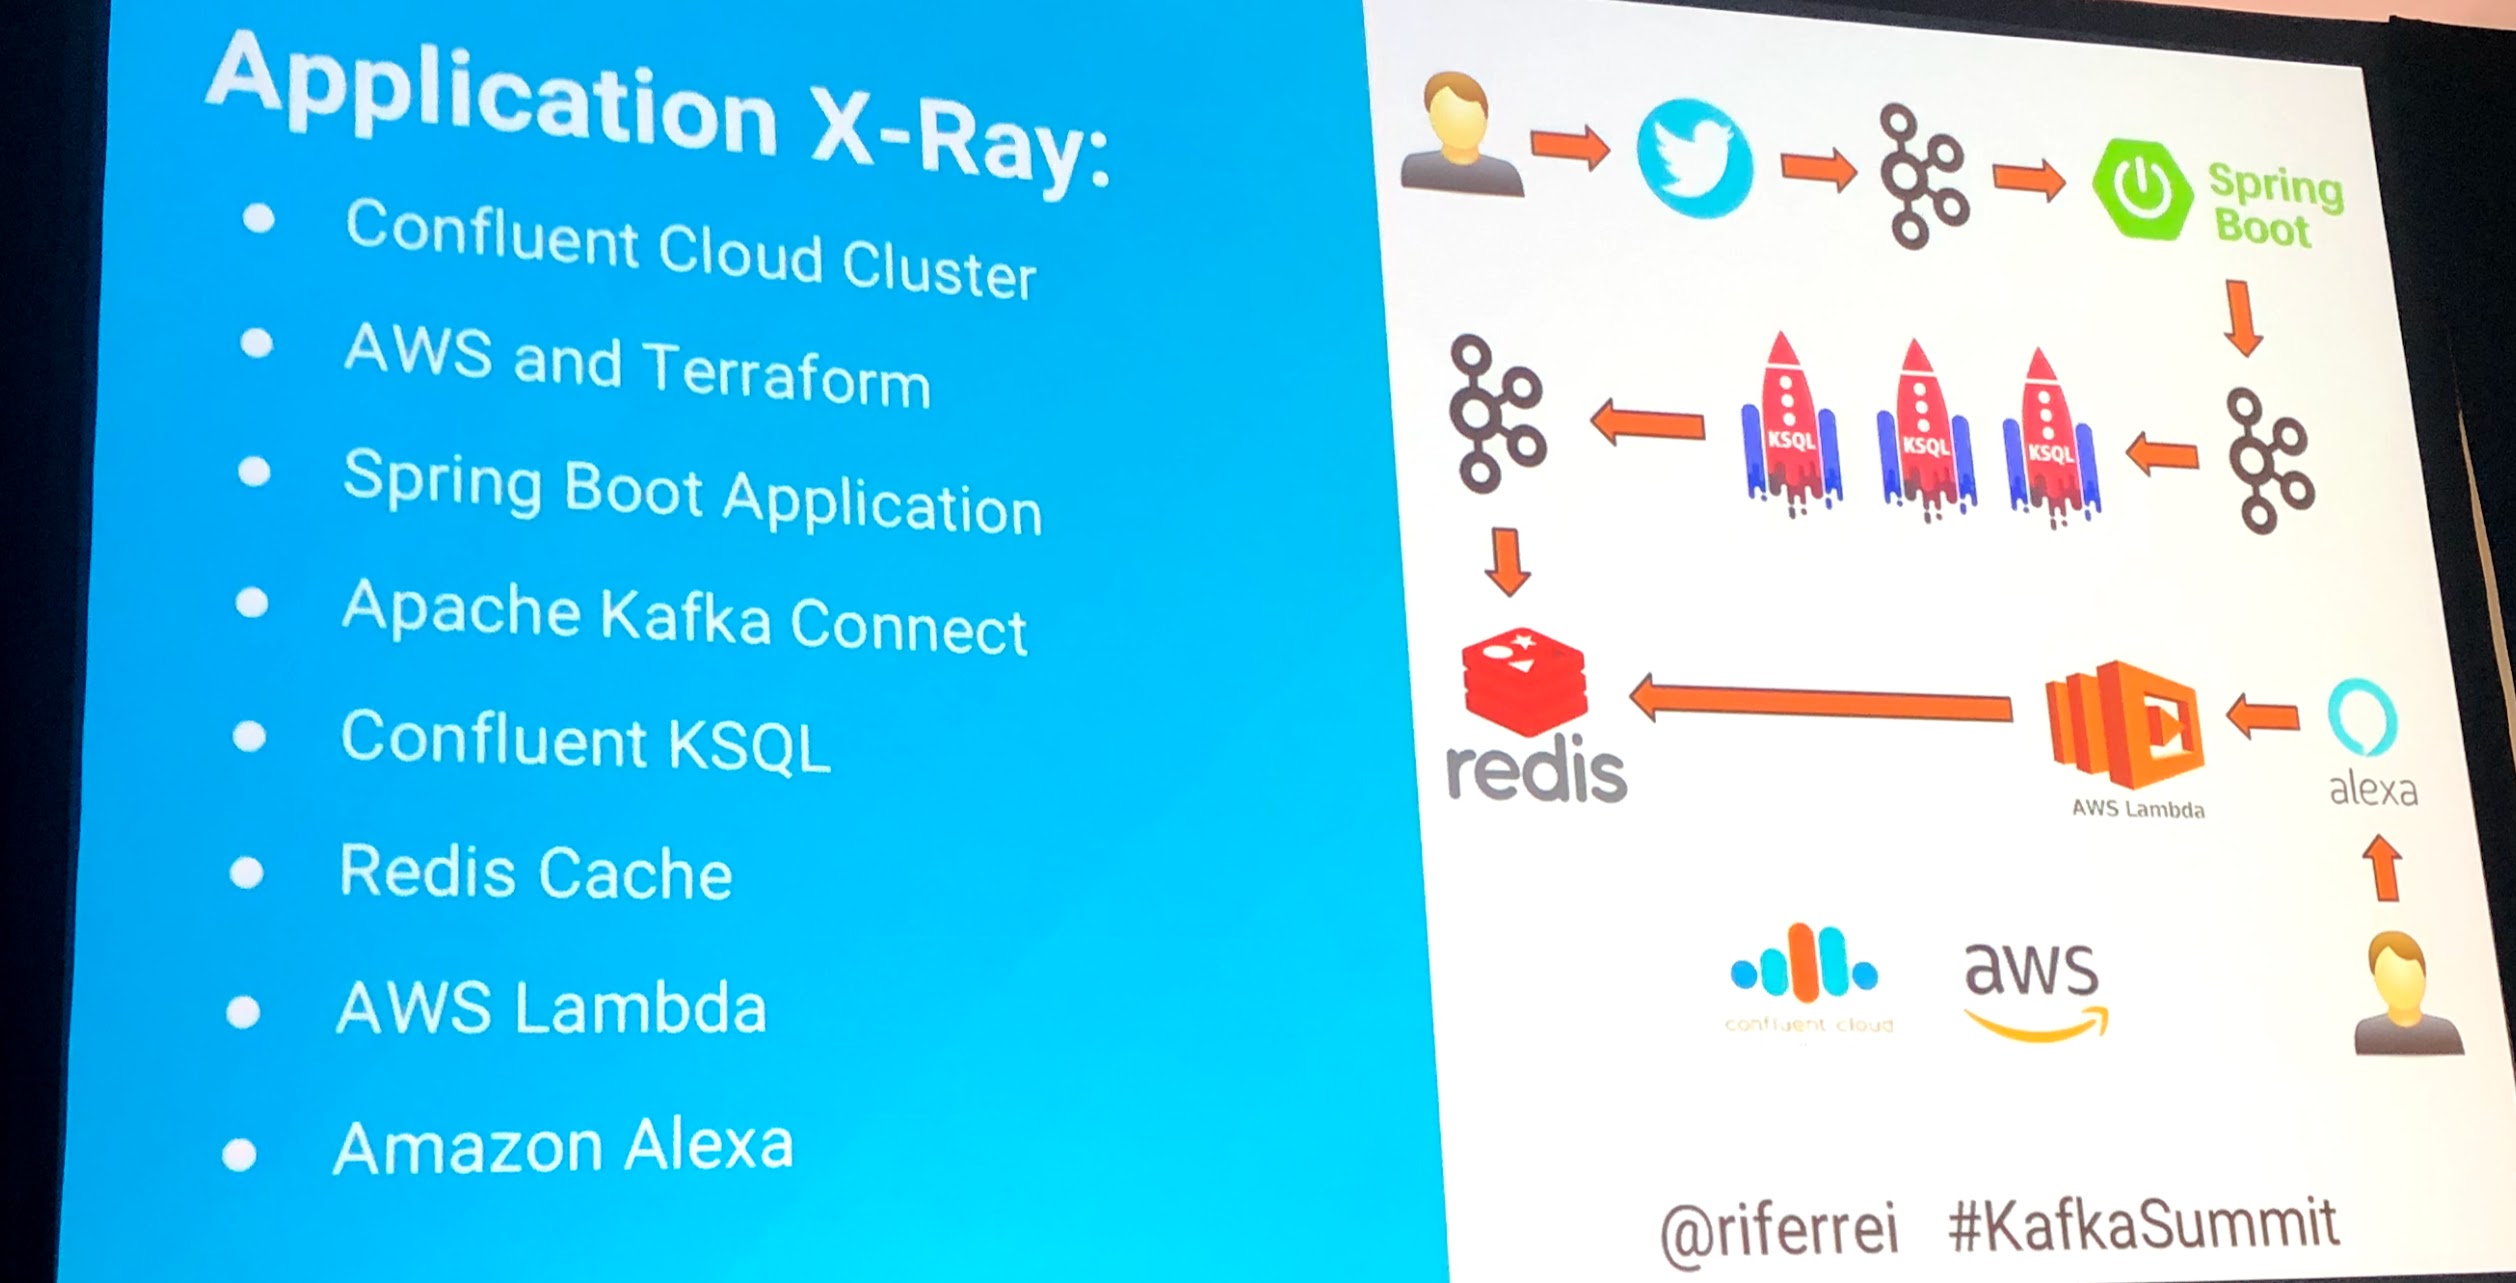 Application X-Ray:
● Confluent Cloud Cluster
● AWS and Terraform
● Spring Boot Application
● Apache Kafka Connect
● Confluent KSQL
● Redis Cache
● AWS Lambda
● Amazon Alexa
Spring
Boot
KSQL KSQL KSQL
redis
AWS Lambda
alexa
confluent cloud
aws
@riferrei #KafkaSummit